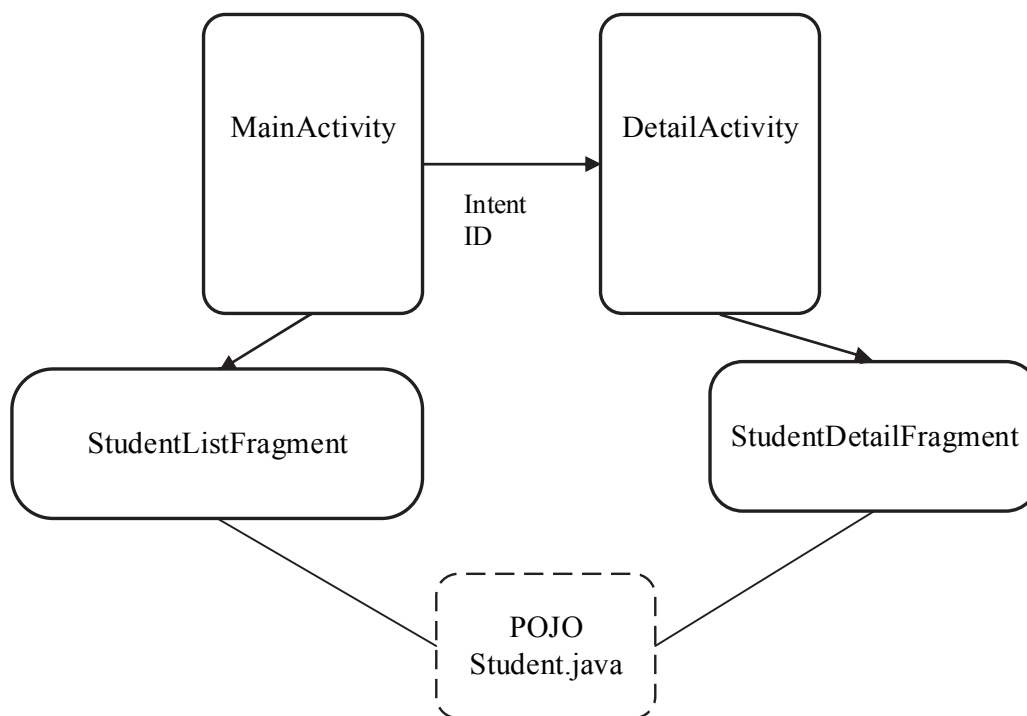 MainActivity
DetailActivity
Intent
ID
StudentListFragment
StudentDetailFragment
POJO
Student.java